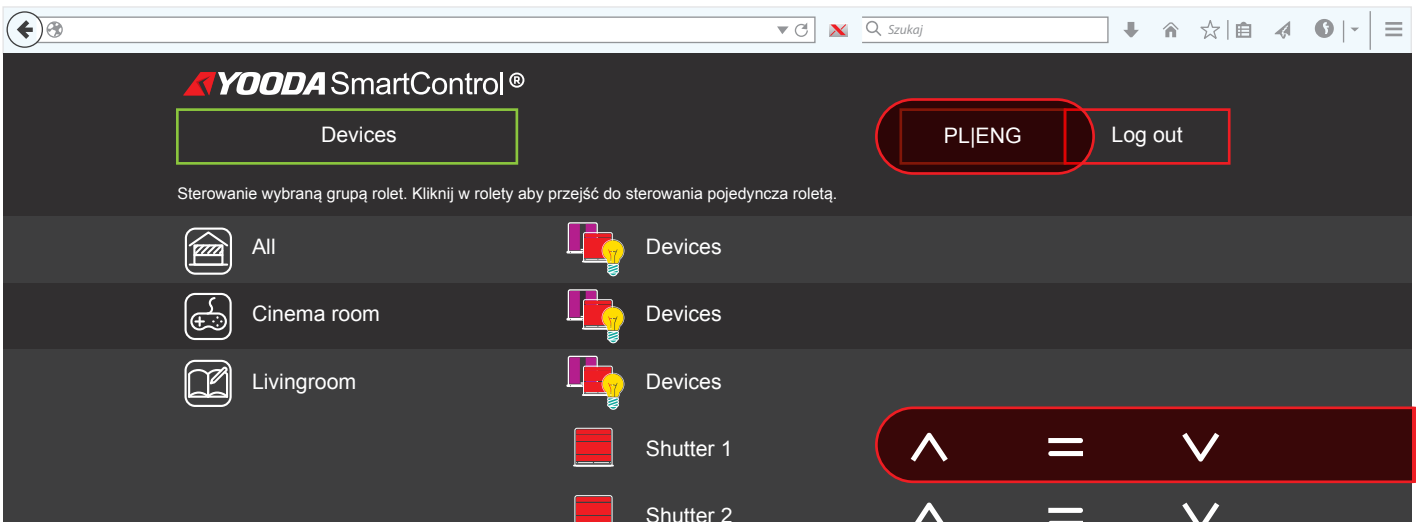 Szukaj
YOODA SmartControl®
Devices
PL|ENG
Log out
Sterowanie wybraną grupą rolet. Kliknij w rolety aby przejść do sterowania pojedyncza roletą.
All
Devices
Cinema room
Devices
Livingroom
Devices
Shutter 1
Shutter 2